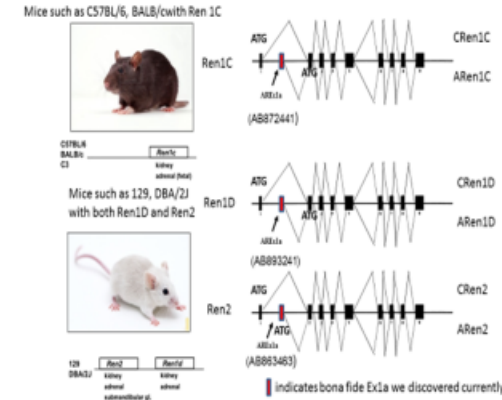 Mice such as C57BL/6, BALB/cwith Ren 1C
Ren1C
ATG
ATG
AREx1a
(AB872441)
CRen1C
ARen1C
C57BL/6
BALB/c
C3
Ren1c
kidney
adrenal (fetal)
Mice such as 129, DBA/2J
with both Ren1D and Ren2
Ren1D
ATG
ATG
AREx1a
(AB893241)
CRen1D
ARen1D
Ren2
ATG
ATG
AREx1a
(AB863463)
CRen2
ARen2
129
DBA/2J
Ren2
Ren1d
kidney
adrenal
submandibular gl.
kidney
adrenal
indicates bona fide Ex1a we discovered currently